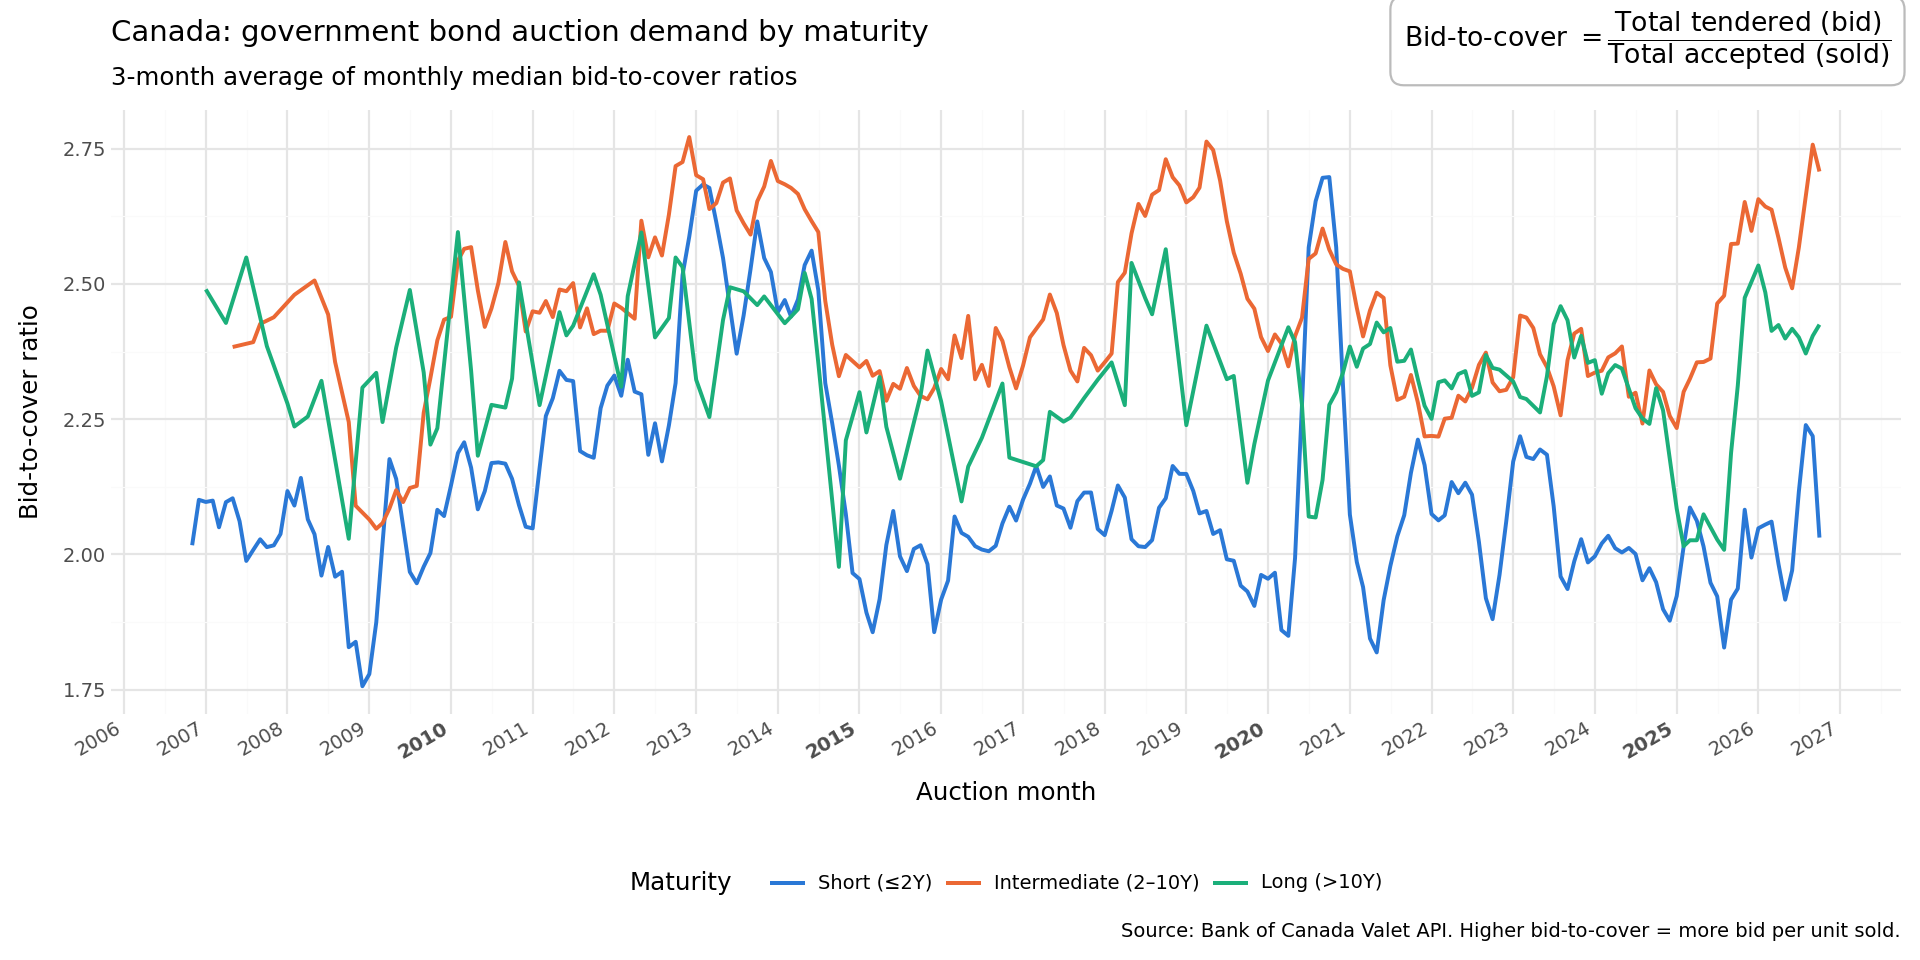 Canada: government bond auction demand by maturity
3-month average of monthly median bid-to-cover ratios
Bid-to-cover = Total tendered (bid)
Total accepted (sold)
Bid-to-cover ratio
2.75
2.50
2.25
2.00
1.75
2006 2007 2008 2009 2010 2011 2012 2013 2014 2015 2016 2017 2018 2019 2020 2021 2022 2023 2024 2025 2026 2027
Auction month
Maturity Short (≤2Y) Intermediate (2–10Y) Long (>10Y)
Source: Bank of Canada Valet API. Higher bid-to-cover = more bid per unit sold.